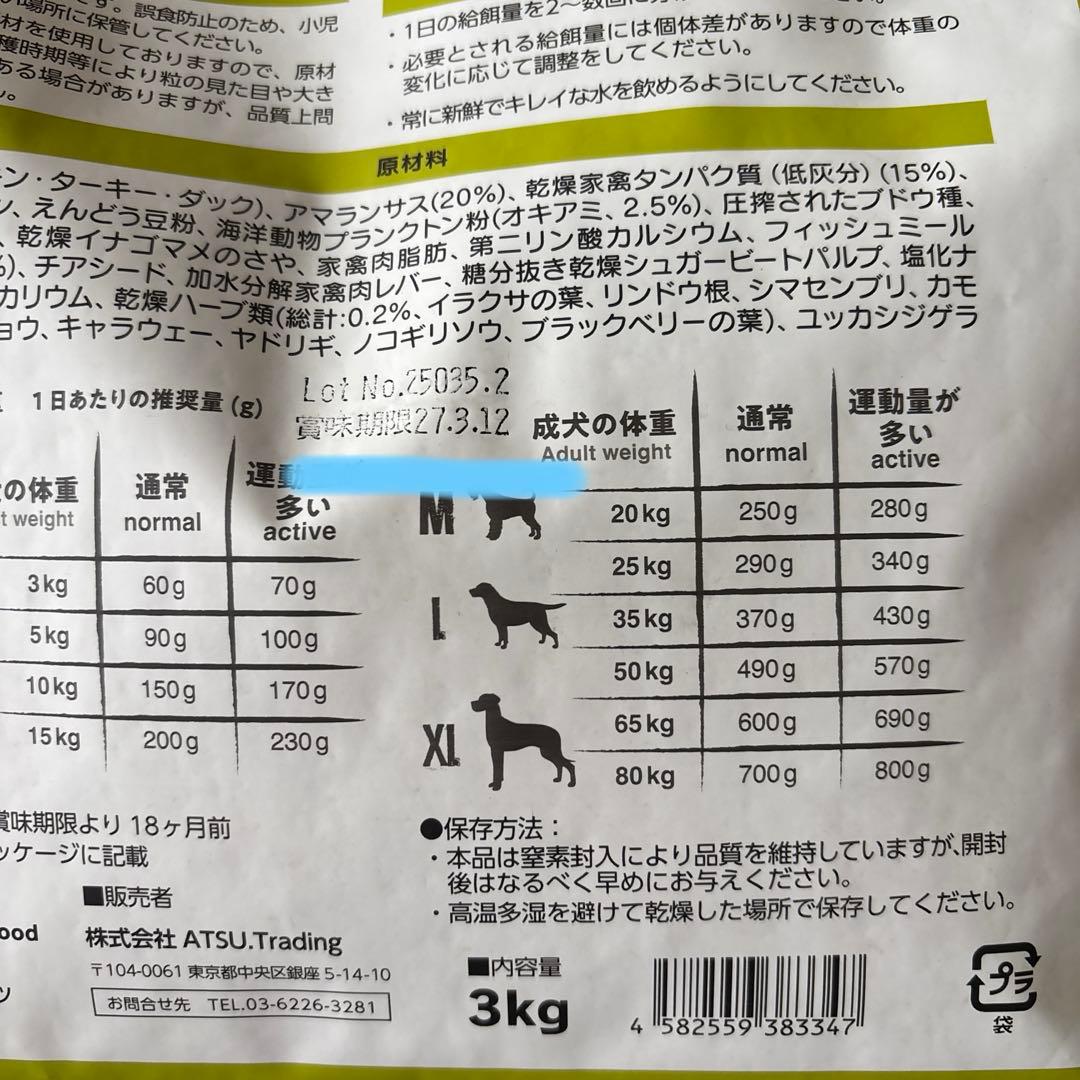 場所に保管してください。
。誤食防止のため、小児
材を使用しておりますので、原材
穫時期等により粒の見た目や大き
ある場合がありますが、品質上問
・1日の給餌量を2〜数回に
・必要とされる給餌量には個体差がありますので体重の
変化に応じて調整をしてください。
・常に新鮮でキレイな水を飲めるようにしてください。
原材料
ン・ターキー・ダック)、アマランサス(20%)、乾燥家禽タンパク質(低灰分)(15%)、
、えんどう豆粉、海洋動物プランクトン粉(オキアミ、2.5%)、圧搾されたブドウ種、
、乾燥イナゴマメのさや、家禽肉脂肪、第二リン酸カルシウム、フィッシュミール
)、チアシード、加水分解家禽肉レバー、糖分抜き乾燥シュガービートパルプ、塩化ナ
カリウム、乾燥ハーブ類(総計:0.2%、イラクサの葉、リンドウ根、シマセンブリ、カモ
ョウ、キャラウェー、ヤドリギ、ノコギリソウ、ブラックベリーの葉)、ユッカシジゲラ
1日あたりの推奨量(g)
Lot No.25035.2
賞味期限27.3.12
の体重 通常 運動
t weight normal 多い
active
3kg 60g 70g
5kg 90g 100g
10kg 150g 170g
15kg 200g 230g
成犬の体重 通常 運動量が
多い
Adult weight normal active
M 20kg 250g 280g
25kg 290g 340g
L 35kg 370g 430g
50kg 490g 570g
XL 65kg 600g 690g
80kg 700g 800g
賞味期限より18ヶ月前
ッケージに記載
■販売者
ood
株式会社 ATSU.Trading
〒104-0061 東京都中央区銀座 5-14-10
お問合せ先 TEL.03-6226-3281
●保存方法：
・本品は窒素封入により品質を維持していますが、開封
後はなるべく早めにお与えください。
・高温多湿を避けて乾燥した場所で保存してください。
■内容量
3kg
4 582559 383347
プラ
袋